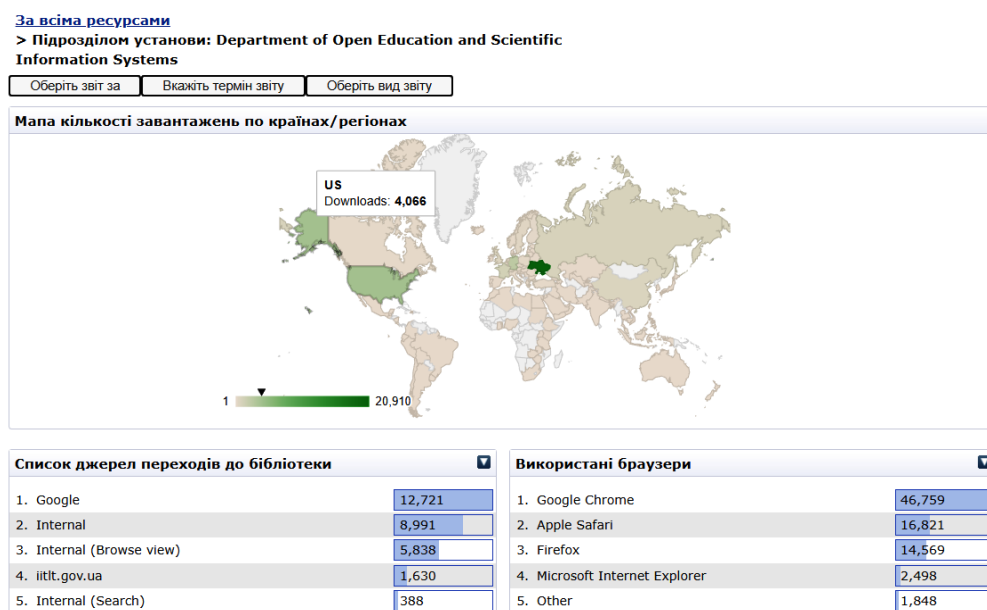 За всіма ресурсами
> Підрозділом установи: Department of Open Education and Scientific
Information Systems
Оберіть звіт за
Вкажіть термін звіту
Оберіть вид звіту
Мапа кількості завантажень по країнах/регіонах
US
Downloads: 4,066
1
20,910
Список джерел переходів до бібліотеки
1. Google 12,721
2. Internal 8,991
3. Internal (Browse view) 5,838
4. iitlt.gov.ua 1,630
5. Internal (Search) 388
Використані браузери
1. Google Chrome 46,759
2. Apple Safari 16,821
3. Firefox 14,569
4. Microsoft Internet Explorer 2,498
5. Other 1,848